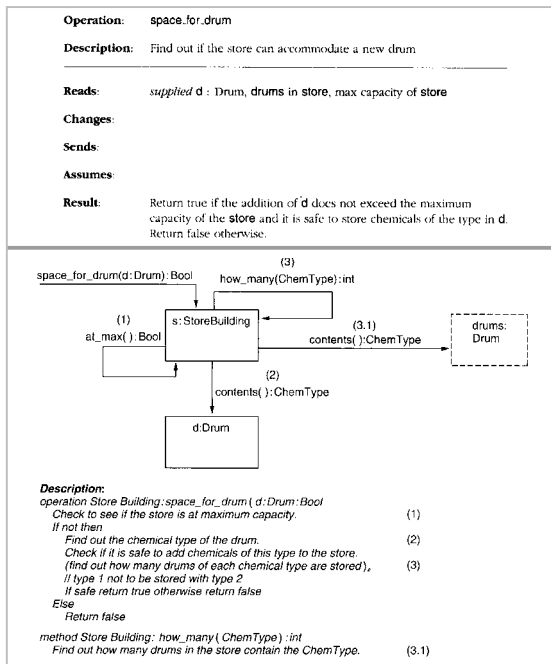 Operation: space_for_drum
Description: Find out if the store can accommodate a new drum
Reads: supplied d : Drum, drums in store, max capacity of store
Changes:
Sends:
Assumes:
Result: Return true if the addition of d does not exceed the maximum
capacity of the store and it is safe to store chemicals of the type in d.
Return false otherwise.
(3)
space_for_drum(d:Drum):Bool
how_many(ChemType):int
(1)
at_max():Bool
s:StoreBuilding
(3.1)
contents( ):ChemType
drums:
Drum
(2)
contents( ):ChemType
d:Drum
Description:
operation Store Building:space_for_drum( d:Drum:Bool
Check to see if the store is at maximum capacity. (1)
If not then
Find out the chemical type of the drum. (2)
Check if it is safe to add chemicals of this type to the store.
(find out how many drums of each chemical type are stored), (3)
// type 1 not to be stored with type 2
If safe return true otherwise return false
Else
Return false
method Store Building: how_many( ChemType) :int
Find out how many drums in the store contain the ChemType. (3.1)